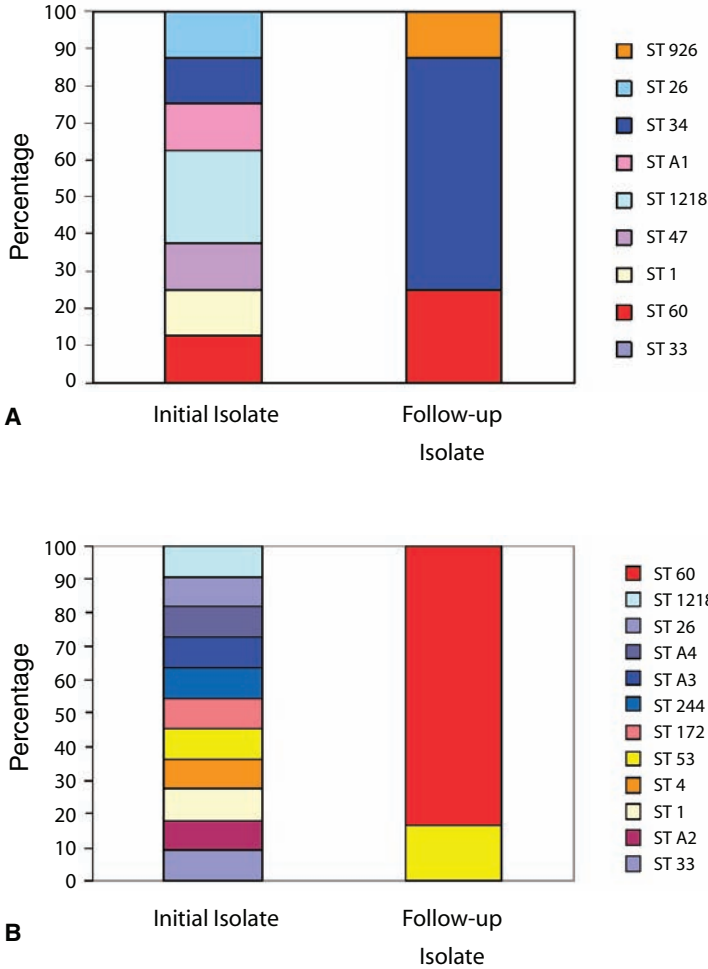 Percentage
100
90
80
70
60
50
40
30
20
10
0
Initial Isolate
Follow-up
Isolate
ST 926
ST 26
ST 34
ST A1
ST 1218
ST 47
ST 1
ST 60
ST 33
A
Percentage
100
90
80
70
60
50
40
30
20
10
0
Initial Isolate
Follow-up
Isolate
ST 60
ST 1218
ST 26
ST A4
ST A3
ST 244
ST 172
ST 53
ST 4
ST 1
ST A2
ST 33
B